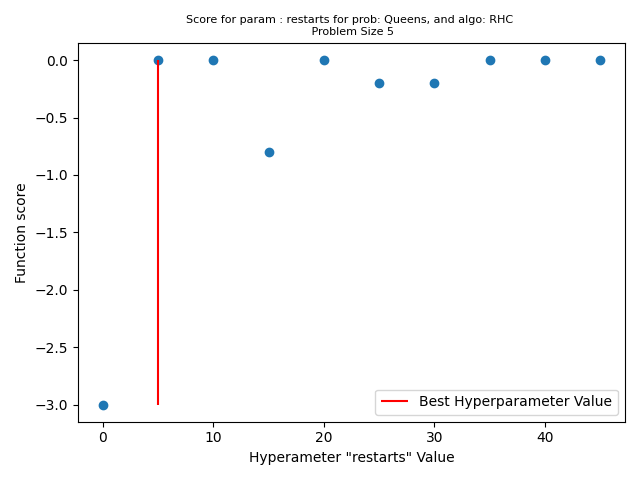 Score for param : restarts for prob: Queens, and algo: RHC
Problem Size 5
0.0
−0.5
−1.0
−1.5
−2.0
−2.5
−3.0
Function score
Best Hyperparameter Value
0
10
20
30
40
Hyperameter "restarts" Value